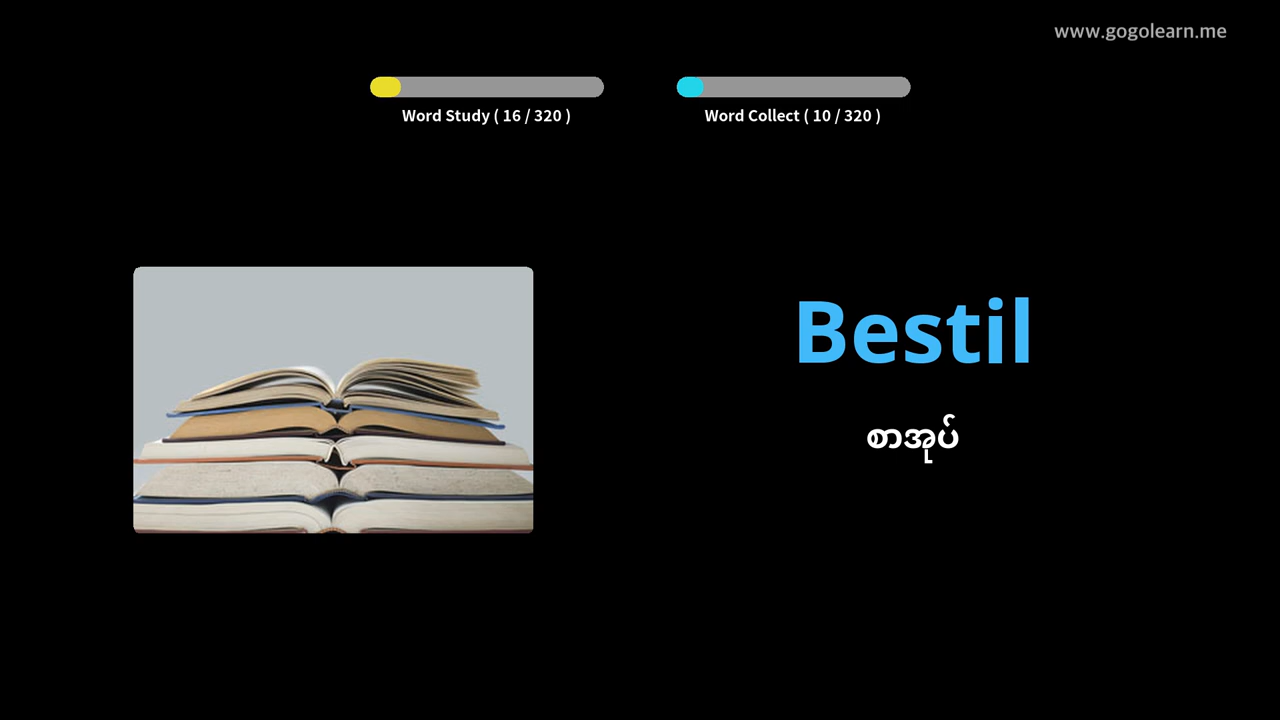 www.gogolearn.me
Word Study ( 16 / 320 )
Word Collect ( 10 / 320 )
Bestil
စာအုပ်